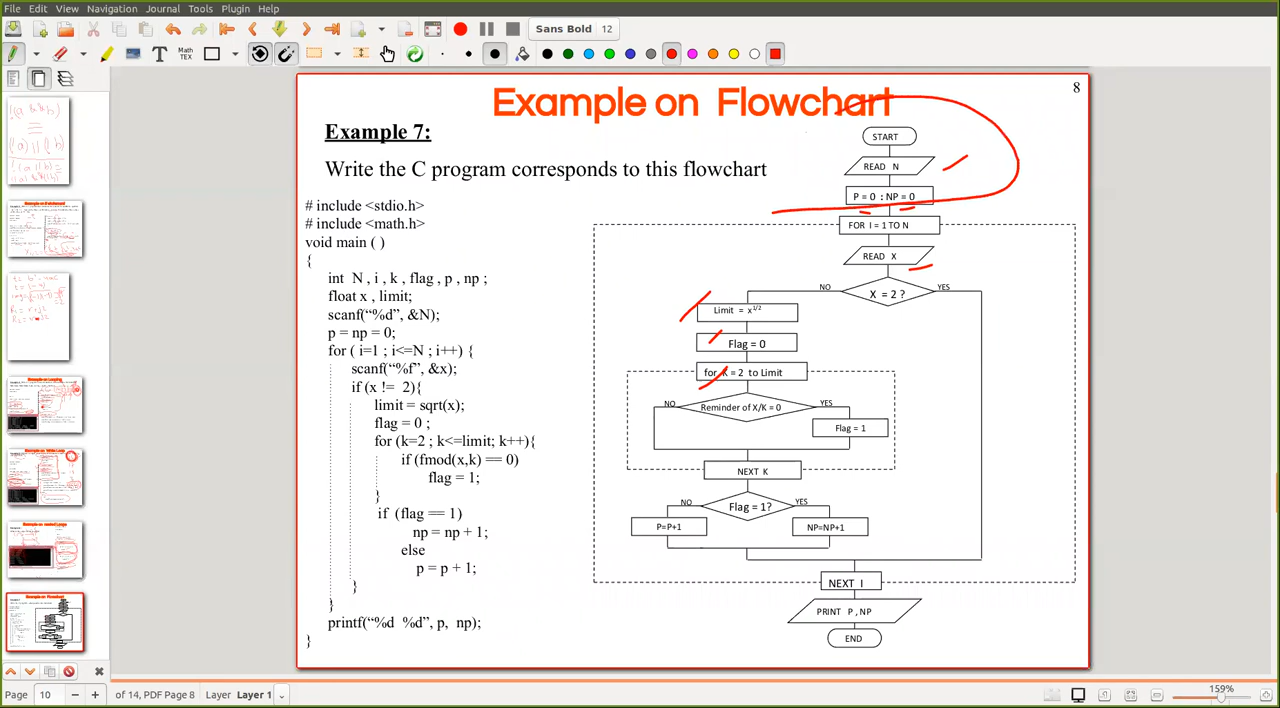 File Edit View Navigation Journal Tools Plugin Help
Sans Bold 12
Math
TEX
8
Example on Flowchart
Example 7:
Write the C program corresponds to this flowchart
# include <stdio.h>
# include <math.h>
void main ( )
{
int N , i , k , flag , p , np ;
float x , limit;
scanf(“%d”, &N);
p = np = 0;
for ( i=1 ; i<=N ; i++) {
scanf(“%f”, &x);
if (x != 2){
limit = sqrt(x);
flag = 0 ;
for (k=2 ; k<=limit; k++){
if (fmod(x,k) == 0)
flag = 1;
}
if (flag == 1)
np = np + 1;
else
p = p + 1;
}
}
printf(“%d %d”, p, np);
}
START
READ N
P = 0 : NP = 0
FOR I = 1 TO N
READ X
NO
X = 2 ?
YES
Limit = x1/2
Flag = 0
for K = 2 to Limit
NO
Reminder of X/K = 0
YES
Flag = 1
NEXT K
NO
Flag = 1?
YES
P=P+1
NP=NP+1
NEXT I
PRINT P , NP
END
Page 10 of 14, PDF Page 8 Layer Layer 1
159%